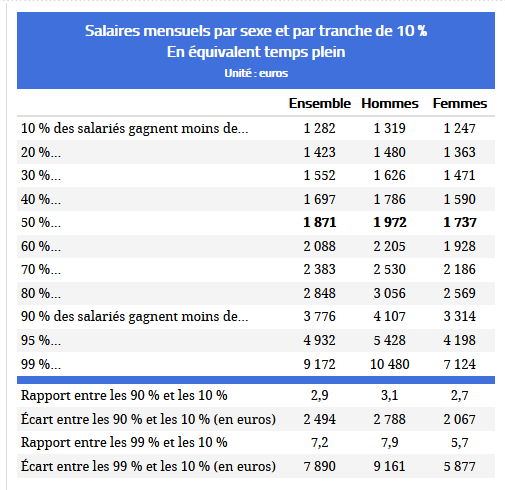 Salaires mensuels par sexe et par tranche de 10 %
En équivalent temps plein
Unité : euros
Ensemble Hommes Femmes
10 % des salariés gagnent moins de... 1 282 1 319 1 247
20 %... 1 423 1 480 1 363
30 %... 1 552 1 626 1 471
40 %... 1 697 1 786 1 590
50 %... 1 871 1 972 1 737
60 %... 2 088 2 205 1 928
70 %... 2 383 2 530 2 186
80 %... 2 848 3 056 2 569
90 % des salariés gagnent moins de... 3 776 4 107 3 314
95 %... 4 932 5 428 4 198
99 %... 9 172 10 480 7 124
Rapport entre les 90 % et les 10 % 2,9 3,1 2,7
Écart entre les 90 % et les 10 % (en euros) 2 494 2 788 2 067
Rapport entre les 99 % et les 10 % 7,2 7,9 5,7
Écart entre les 99 % et les 10 % (en euros) 7 890 9 161 5 877